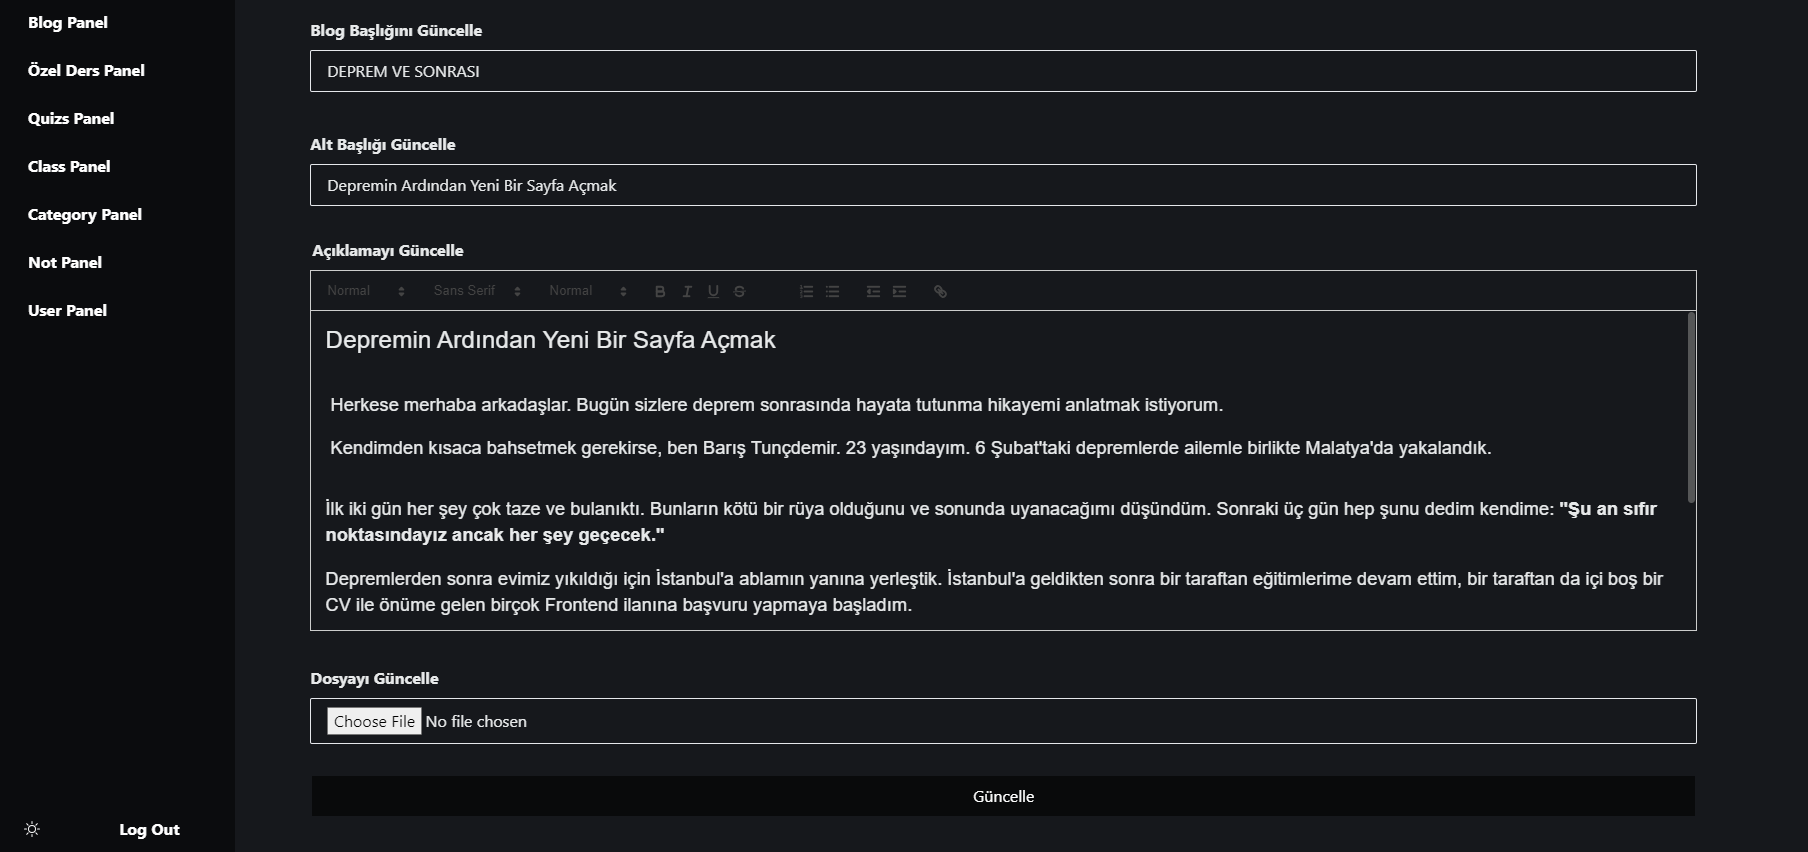 Blog Panel
Özel Ders Panel
Quizs Panel
Class Panel
Category Panel
Not Panel
User Panel
Log Out
Blog Başlığını Güncelle
DEPREM VE SONRASI
Alt Başlığı Güncelle
Depremin Ardından Yeni Bir Sayfa Açmak
Açıklamayı Güncelle
Normal Sans Serif Normal B I U S
Depremin Ardından Yeni Bir Sayfa Açmak
Herkese merhaba arkadaşlar. Bugün sizlere deprem sonrasında hayata tutunma hikayemi anlatmak istiyorum.
Kendimden kısaca bahsetmek gerekirse, ben Barış Tunçdemir. 23 yaşındayım. 6 Şubat'taki depremlerde ailemle birlikte Malatya'da yakalandık.
İlk iki gün her şey çok taze ve bulanıktı. Bunların kötü bir rüya olduğunu ve sonunda uyanacağımı düşündüm. Sonraki üç gün hep şunu dedim kendime: "Şu an sıfır
noktasındayız ancak her şey geçecek."
Depremlerden sonra evimiz yıkıldığı için İstanbul'a ablamın yanına yerleştik. İstanbul'a geldikten sonra bir taraftan eğitimlerime devam ettim, bir taraftan da içi boş bir
CV ile önüme gelen birçok Frontend ilanına başvuru yapmaya başladım.
Dosyayı Güncelle
Choose File No file chosen
Güncelle